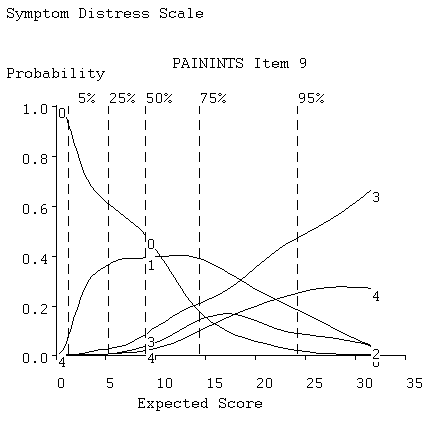 Symptom Distress Scale
PAININTS Item 9
Probability
5% 25% 50% 75% 95%
1.0 0
0.8
0.6 3
0.4 0
1
0.2 4
3
0.0 4 4 2
0 5 10 15 20 25 30 35
Expected Score